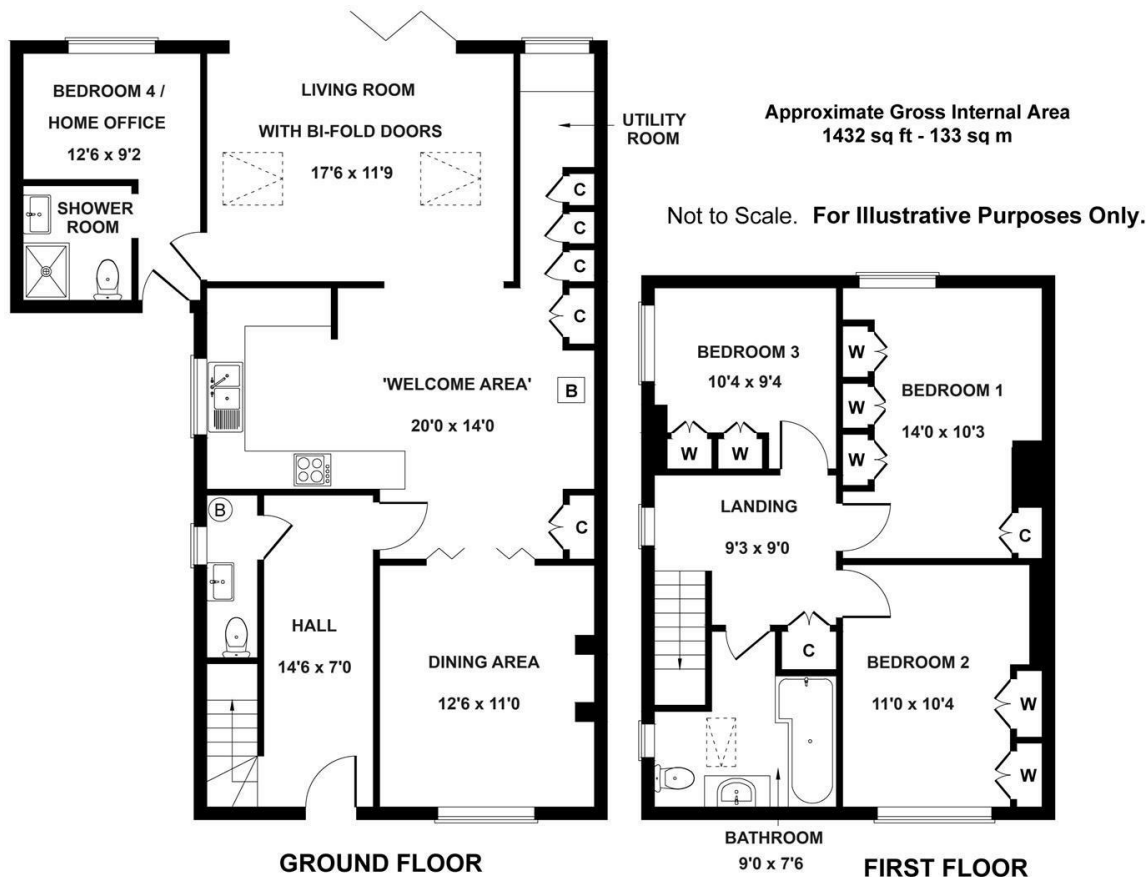 BEDROOM 4 /
HOME OFFICE
12'6 x 9'2
SHOWER
ROOM
LIVING ROOM
WITH BI-FOLD DOORS
17'6 x 11'9
UTILITY
ROOM
C
C
C
C
'WELCOME AREA'
20'0 x 14'0
B
C
B
HALL
14'6 x 7'0
DINING AREA
12'6 x 11'0
GROUND FLOOR
Approximate Gross Internal Area
1432 sq ft - 133 sq m
Not to Scale. For Illustrative Purposes Only.
BEDROOM 3
10'4 x 9'4
W
W
W
W
W
BEDROOM 1
14'0 x 10'3
C
LANDING
9'3 x 9'0
C
BEDROOM 2
11'0 x 10'4
W
W
BATHROOM
9'0 x 7'6
FIRST FLOOR